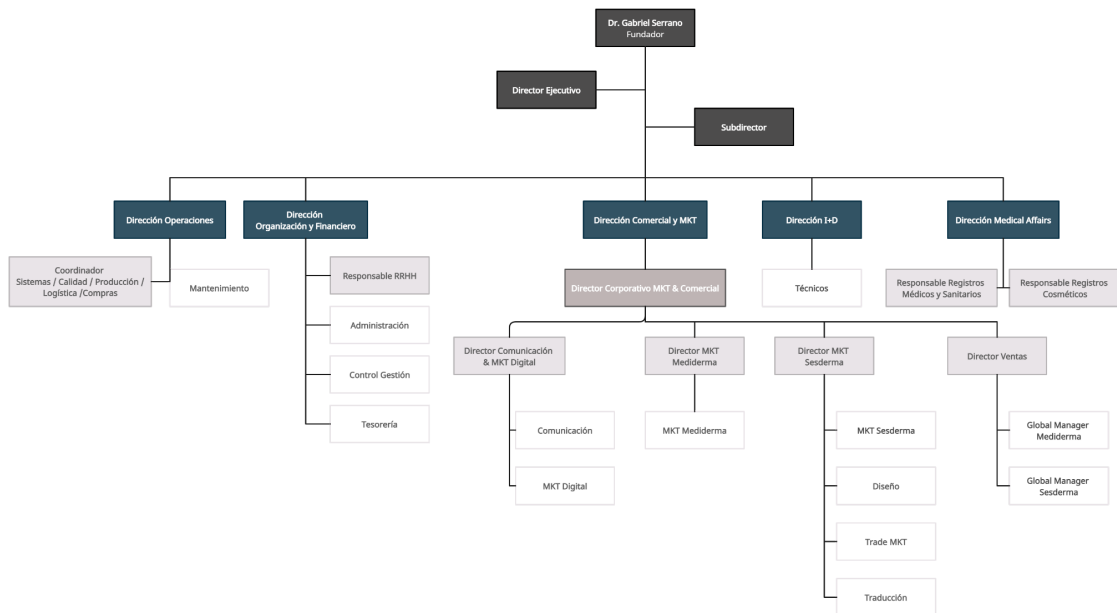 Dr. Gabriel Serrano
Fundador
Director Ejecutivo
Subdirector
Dirección Operaciones
Dirección
Organización y Financiero
Dirección Comercial y MKT
Dirección I+D
Dirección Medical Affairs
Coordinador
Sistemas / Calidad / Producción /
Logística /Compras
Mantenimiento
Responsable RRHH
Administración
Control Gestión
Tesorería
Director Corporativo MKT & Comercial
Técnicos
Responsable Registros
Médicos y Sanitarios
Responsable Registros
Cosméticos
Director Comunicación
& MKT Digital
Director MKT
Mediderma
Director MKT
Sesderma
Director Ventas
Comunicación
MKT Digital
MKT Mediderma
MKT Sesderma
Diseño
Trade MKT
Traducción
Global Manager
Mediderma
Global Manager
Sesderma